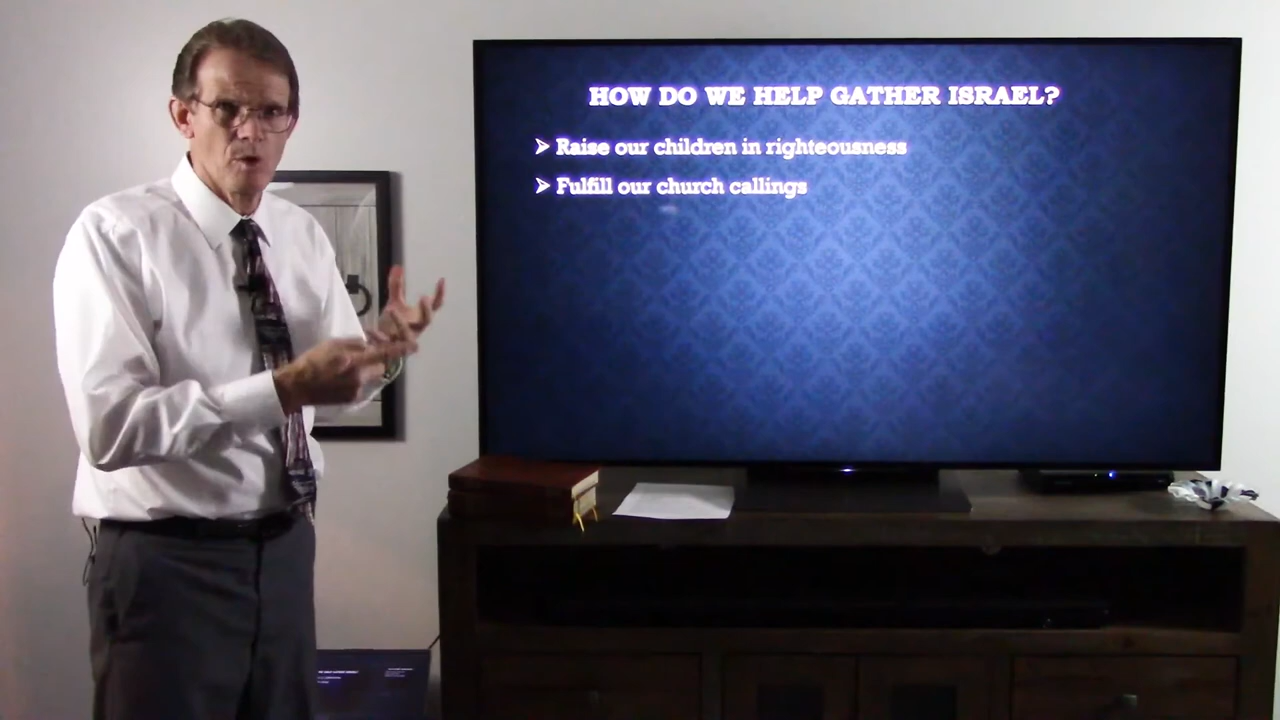 HOW DO WE HELP GATHER ISRAEL?
➢ Raise our children in righteousness
➢ Fulfill our church callings